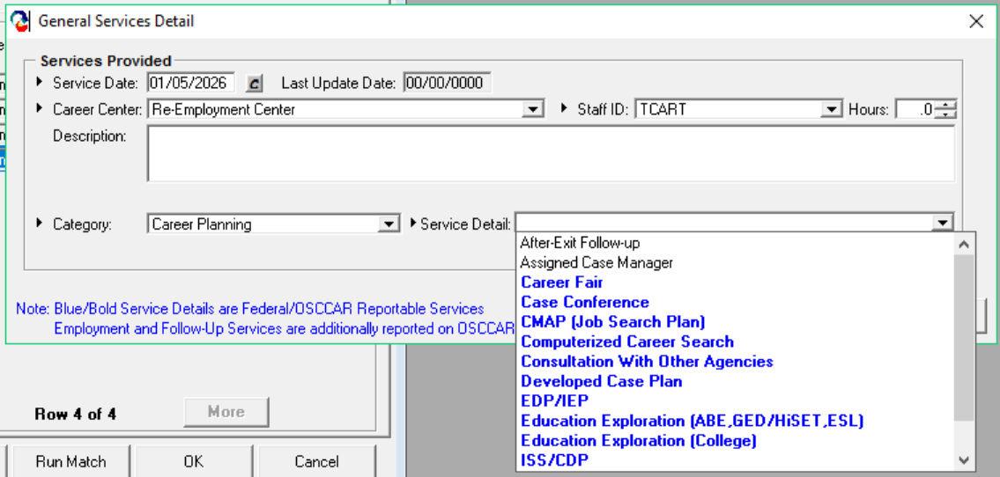 General Services Detail
Services Provided
Service Date: 01/05/2026 C Last Update Date: 00/00/0000
Career Center: Re-Employment Center Staff ID: TCART Hours: .0
Description:
Category: Career Planning Service Detail:
After-Exit Follow-up
Assigned Case Manager
Career Fair
Case Conference
CMAP (Job Search Plan)
Computerized Career Search
Consultation With Other Agencies
Developed Case Plan
EDP/IEP
Education Exploration (ABE,GED/HiSET,ESL)
Education Exploration (College)
ISS/CDP
Note: Blue/Bold Service Details are Federal/OSCCAR Reportable Services
Employment and Follow-Up Services are additionally reported on OSCCAR
Row 4 of 4 More
Run Match OK Cancel